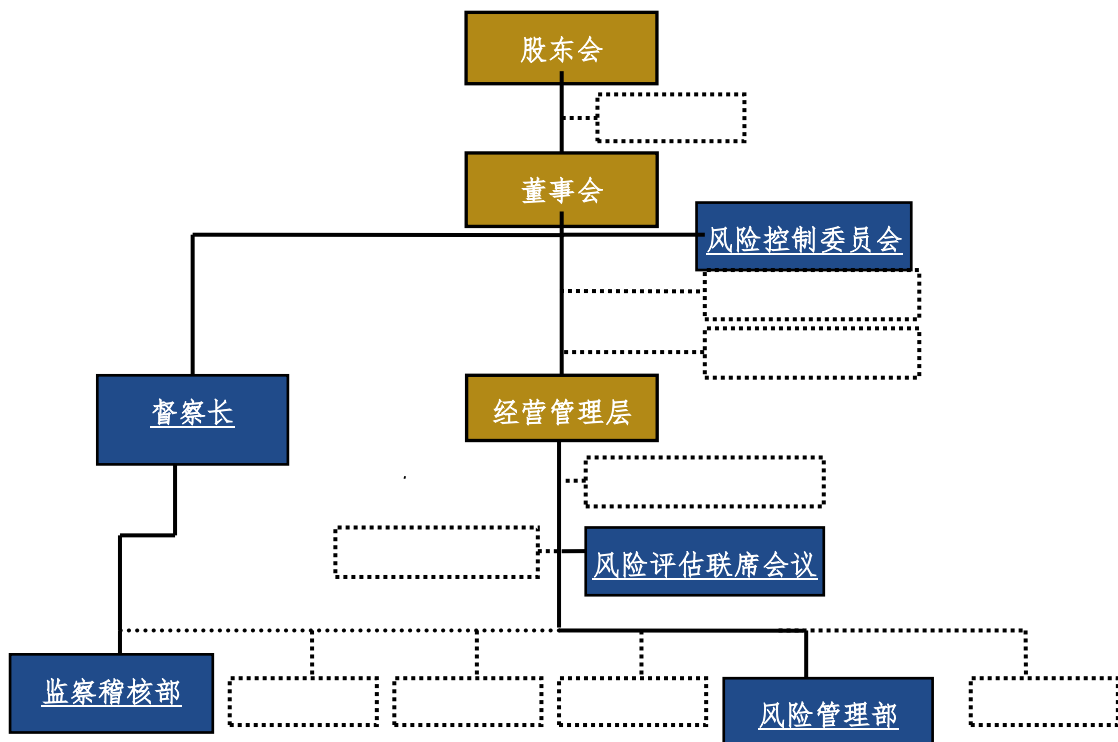 股东会
董事会
风险控制委员会
督察长
经营管理层
风险评估联席会议
监察稽核部
风险管理部